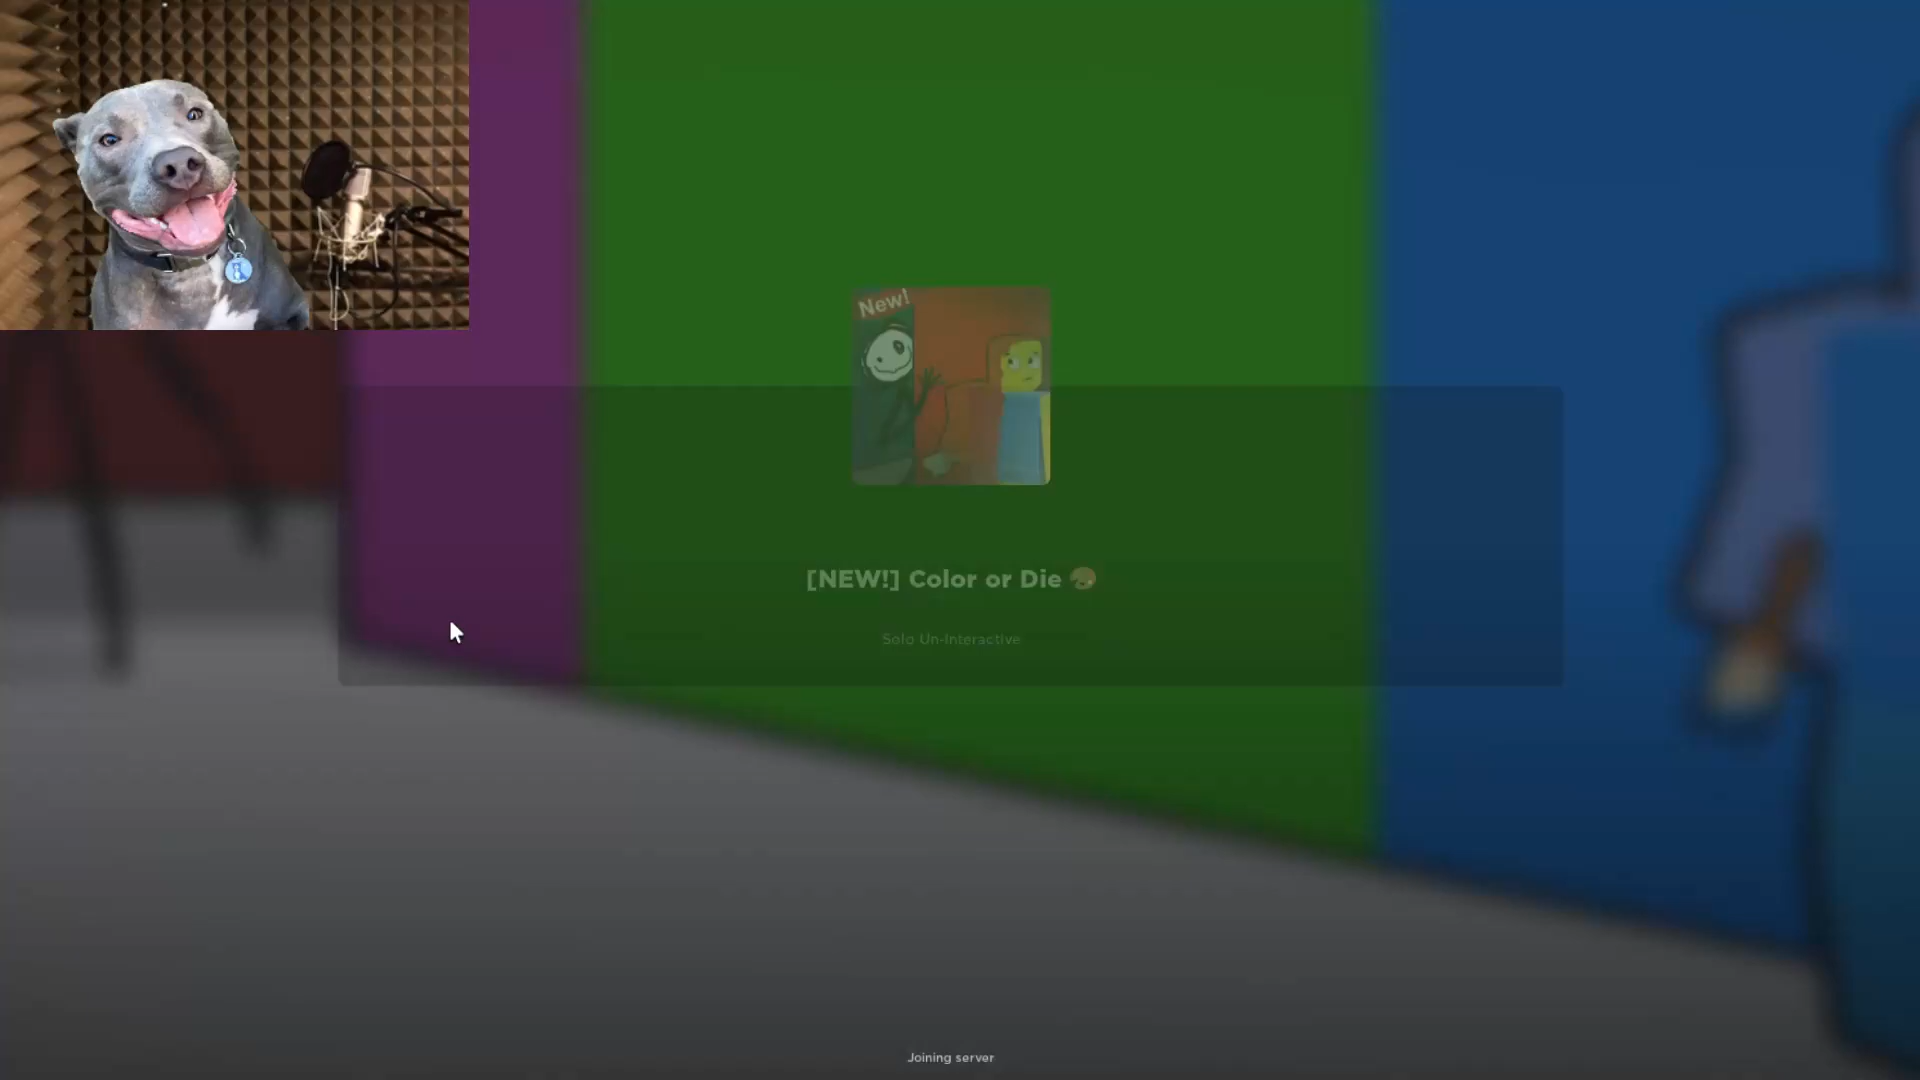 New!
[NEW!] Color or Die 🎨
Solo Un-Interactive
Joining server